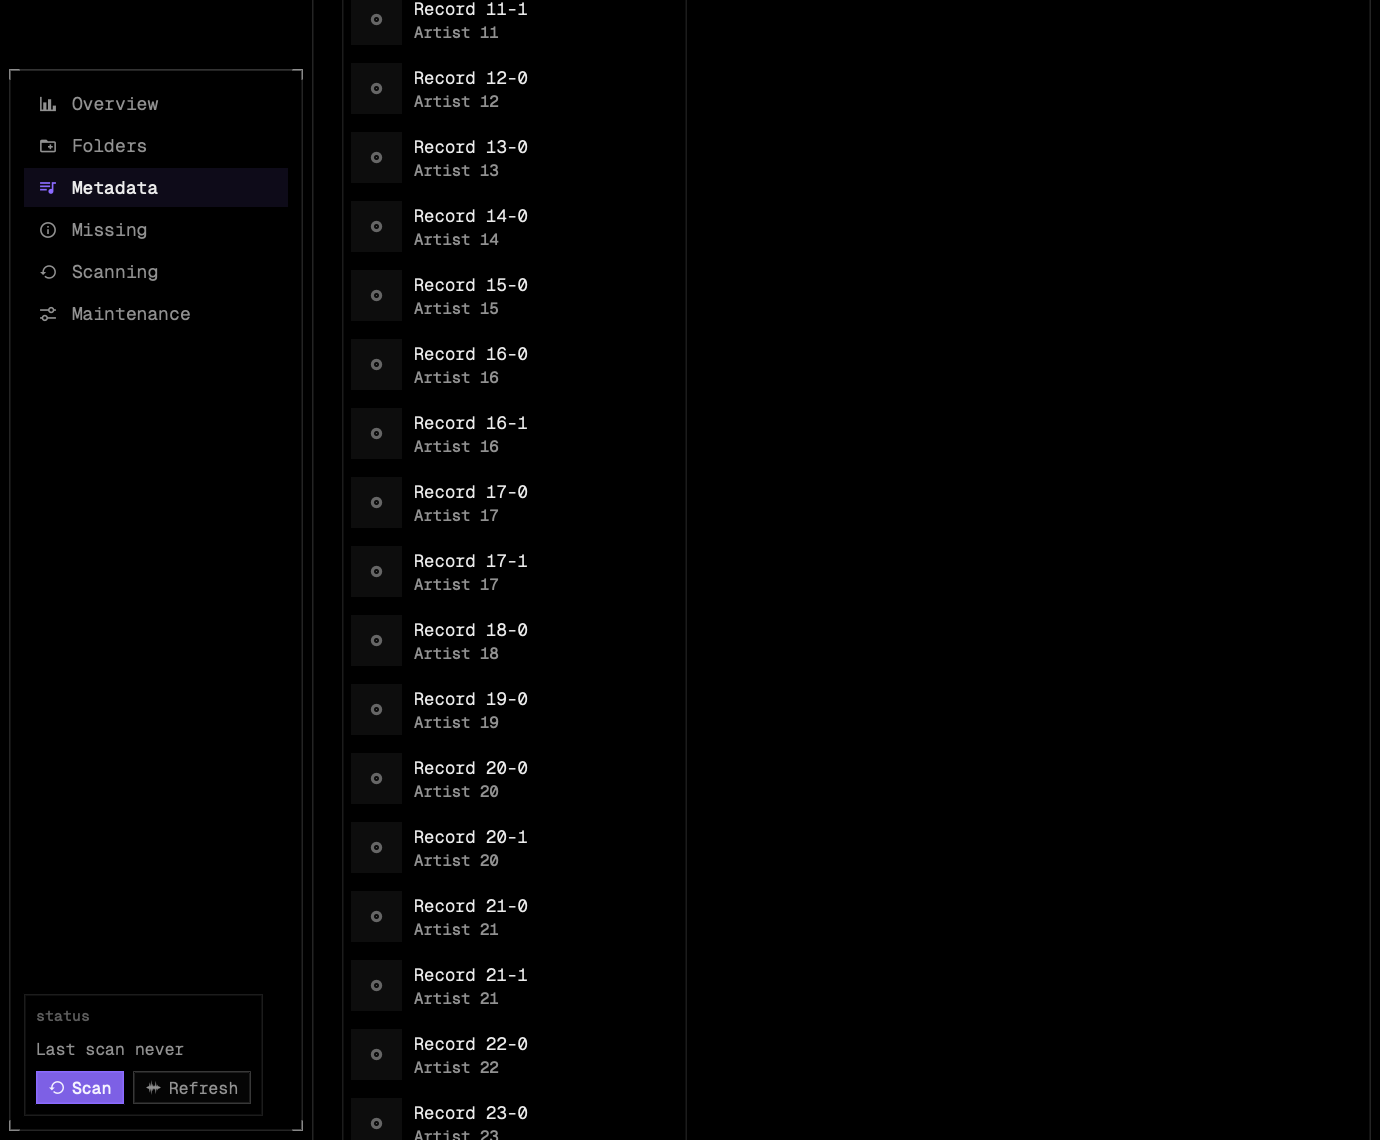 Overview
Folders
Metadata
Missing
Scanning
Maintenance
status
Last scan never
Scan
Refresh
Record 11-1
Artist 11
Record 12-0
Artist 12
Record 13-0
Artist 13
Record 14-0
Artist 14
Record 15-0
Artist 15
Record 16-0
Artist 16
Record 16-1
Artist 16
Record 17-0
Artist 17
Record 17-1
Artist 17
Record 18-0
Artist 18
Record 19-0
Artist 19
Record 20-0
Artist 20
Record 20-1
Artist 20
Record 21-0
Artist 21
Record 21-1
Artist 21
Record 22-0
Artist 22
Record 23-0
Artist 23